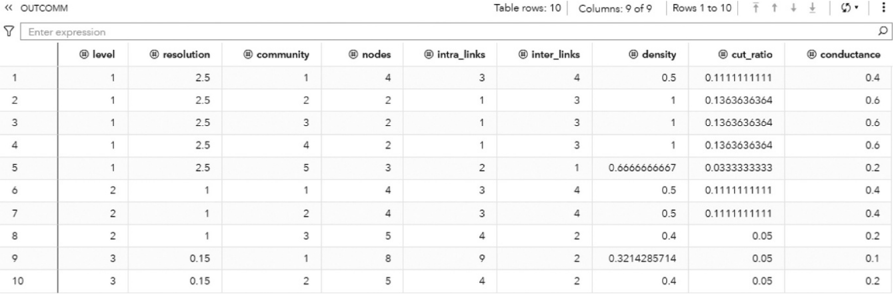 OUTCOMM Table rows: 10 Columns: 9 of 9 Rows 1 to 10
Enter expression
level resolution community nodes intra_links inter_links density cut_ratio conductance
1 1 2.5 1 4 3 4 0.5 0.1111111111 0.4
2 1 2.5 2 2 1 3 1 0.1363636364 0.6
3 1 2.5 3 2 1 3 1 0.1363636364 0.6
4 1 2.5 4 2 1 3 1 0.1363636364 0.6
5 1 2.5 5 3 2 1 0.6666666667 0.0333333333 0.2
6 2 1 1 4 3 4 0.5 0.1111111111 0.4
7 2 1 2 4 3 4 0.5 0.1111111111 0.4
8 2 1 3 5 4 2 0.4 0.05 0.2
9 3 0.15 1 8 9 2 0.3214285714 0.05 0.1
10 3 0.15 2 5 4 2 0.4 0.05 0.2